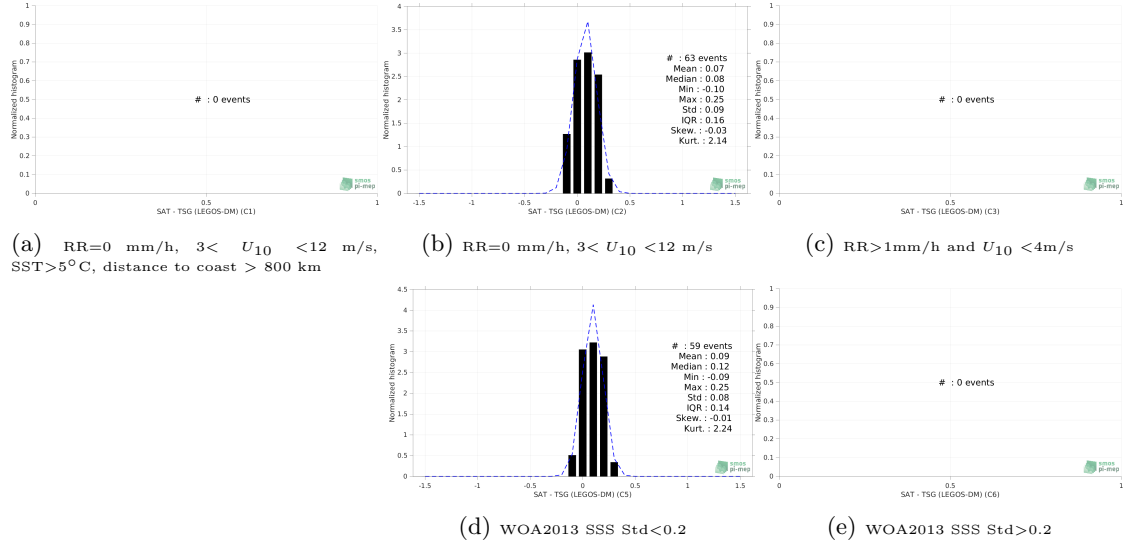 1
0.9
0.8
0.7
0.6
0.5
0.4
0.3
0.2
0.1
0
Normalized histogram
# : 0 events
smos
pi-mep
0 0.5 1
SAT - TSG (LEGOS-DM) (C1)
(a) RR=0 mm/h, 3< U10 <12 m/s,
SST>5°C, distance to coast > 800 km
4
3.5
3
2.5
2
1.5
1
0.5
0
Normalized histogram
# : 63 events
Mean : 0.07
Median : 0.08
Min : -0.10
Max : 0.25
Std : 0.09
IQR : 0.16
Skew. : -0.03
Kurt. : 2.14
smos
pi-mep
-1.5 -1 -0.5 0 0.5 1 1.5
SAT - TSG (LEGOS-DM) (C2)
(b) RR=0 mm/h, 3< U10 <12 m/s
1
0.9
0.8
0.7
0.6
0.5
0.4
0.3
0.2
0.1
0
Normalized histogram
# : 0 events
smos
pi-mep
0 0.5 1
SAT - TSG (LEGOS-DM) (C3)
(c) RR>1mm/h and U10 <4m/s
4.5
4
3.5
3
2.5
2
1.5
1
0.5
0
Normalized histogram
# : 59 events
Mean : 0.09
Median : 0.12
Min : -0.09
Max : 0.25
Std : 0.08
IQR : 0.14
Skew. : -0.01
Kurt. : 2.24
smos
pi-mep
-1.5 -1 -0.5 0 0.5 1 1.5
SAT - TSG (LEGOS-DM) (C5)
(d) WOA2013 SSS Std<0.2
1
0.9
0.8
0.7
0.6
0.5
0.4
0.3
0.2
0.1
0
Normalized histogram
# : 0 events
smos
pi-mep
0 0.5 1
SAT - TSG (LEGOS-DM) (C6)
(e) WOA2013 SSS Std>0.2